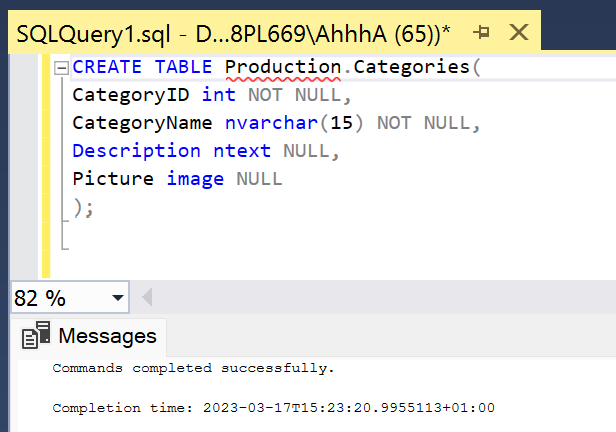 SQLQuery1.sql - D...8PL669\AhhhA (65))*
CREATE TABLE Production.Categories(
CategoryID int NOT NULL,
CategoryName nvarchar(15) NOT NULL,
Description ntext NULL,
Picture image NULL
);
82 %
Messages
Commands completed successfully.
Completion time: 2023-03-17T15:23:20.9955113+01:00